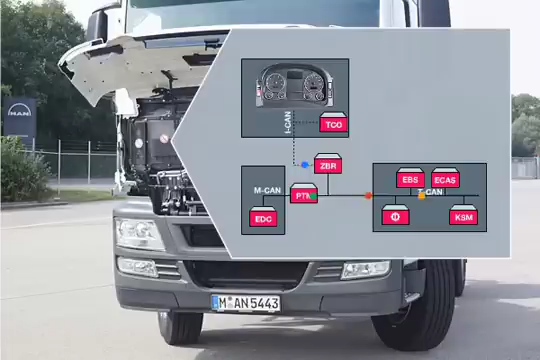 MAN
I-CAN
TCO
ZBR
M-CAN
PTM
EDC
EBS
ECAS
T-CAN
KSM
M AN 5443